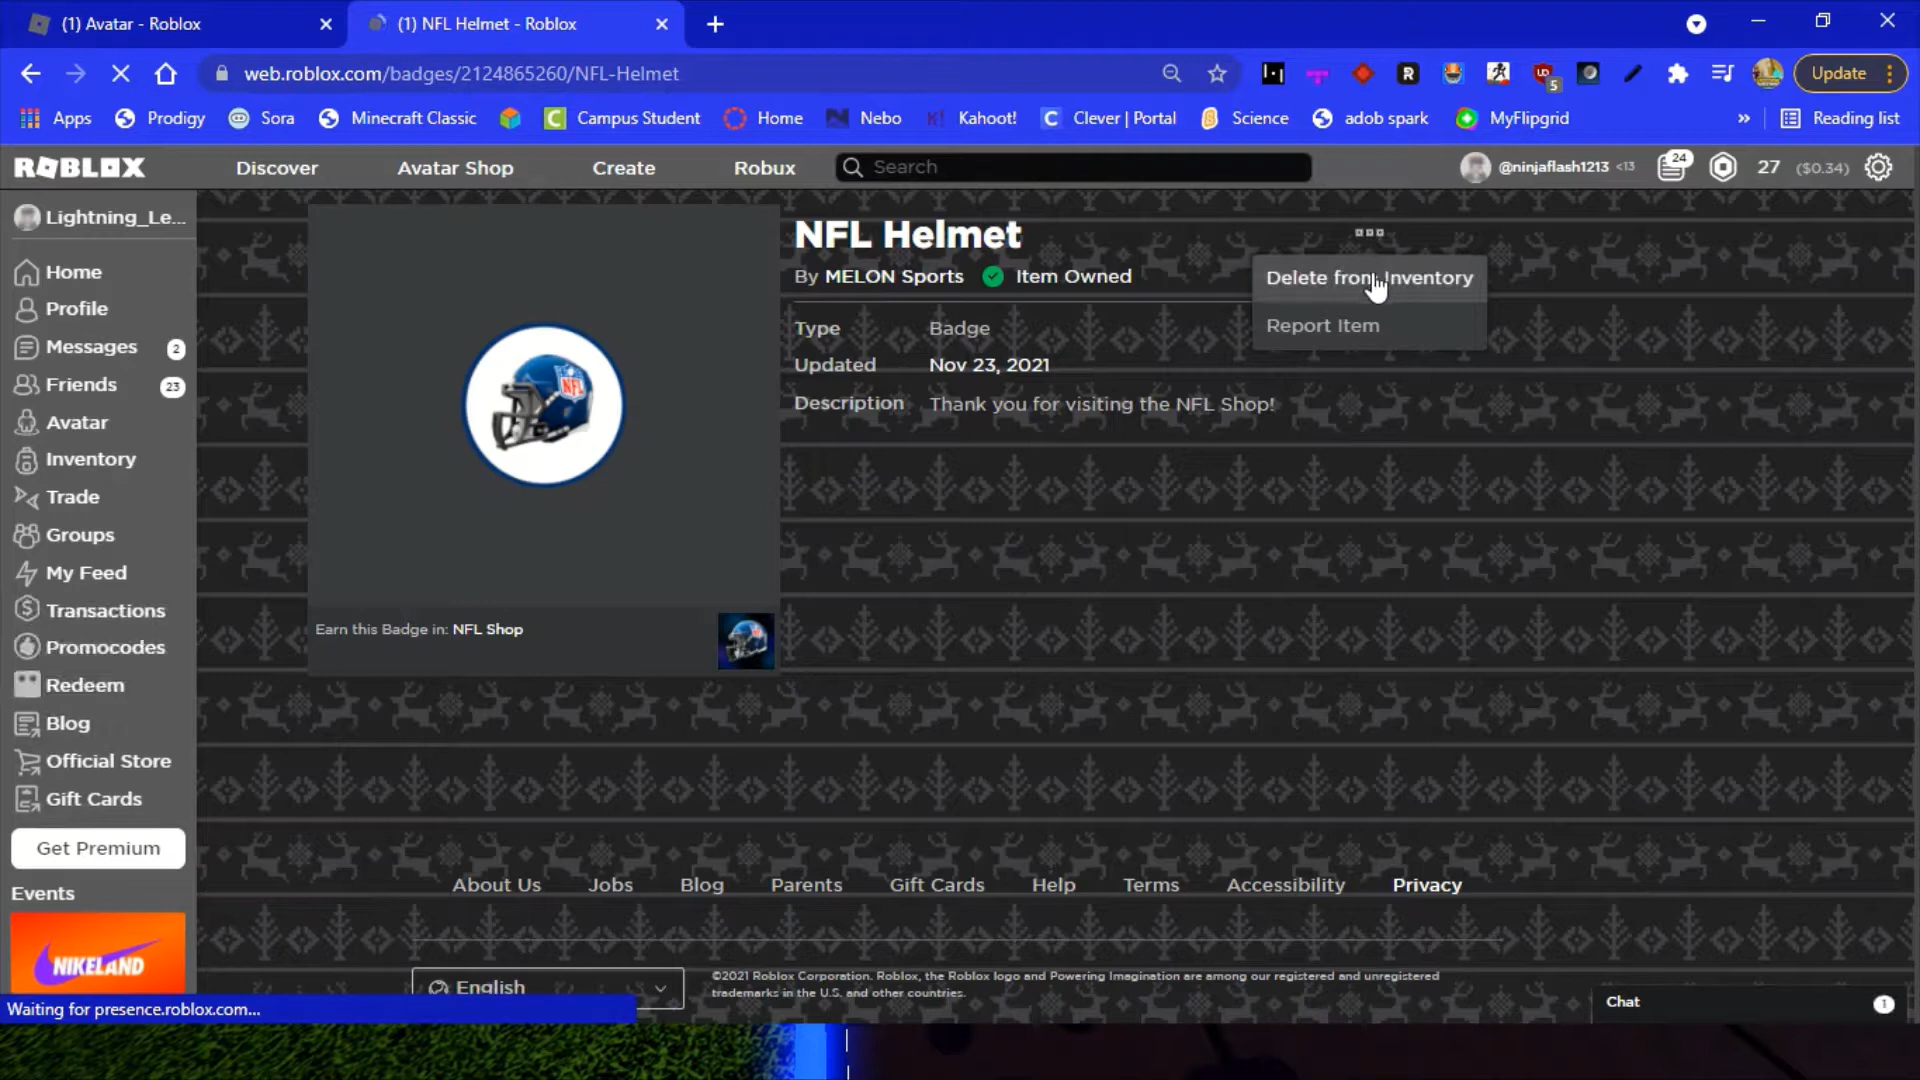 (1) Avatar - Roblox
(1) NFL Helmet - Roblox
web.roblox.com/badges/2124865260/NFL-Helmet
Update
Apps
Prodigy
Sora
Minecraft Classic
Campus Student
Home
Nebo
Kahoot!
Clever | Portal
Science
adob spark
MyFlipgrid
Reading list
ROBLOX
Discover
Avatar Shop
Create
Robux
Search
@ninjaflash1213 <13
24
27
($0.34)
Lightning_Le...
Home
Profile
Messages 2
Friends 23
Avatar
Inventory
Trade
Groups
My Feed
Transactions
Promocodes
Redeem
Blog
Official Store
Gift Cards
Get Premium
Events
NIKELAND
NFL Helmet
By MELON Sports Item Owned
Delete from Inventory
Report Item
Type Badge
Updated Nov 23, 2021
Description Thank you for visiting the NFL Shop!
NFL
Earn this Badge in: NFL Shop
About Us
Jobs
Blog
Parents
Gift Cards
Help
Terms
Accessibility
Privacy
English
©2021 Roblox Corporation. Roblox, the Roblox logo and Powering Imagination are among our registered and unregistered
trademarks in the U.S. and other countries.
Chat 1
Waiting for presence.roblox.com...